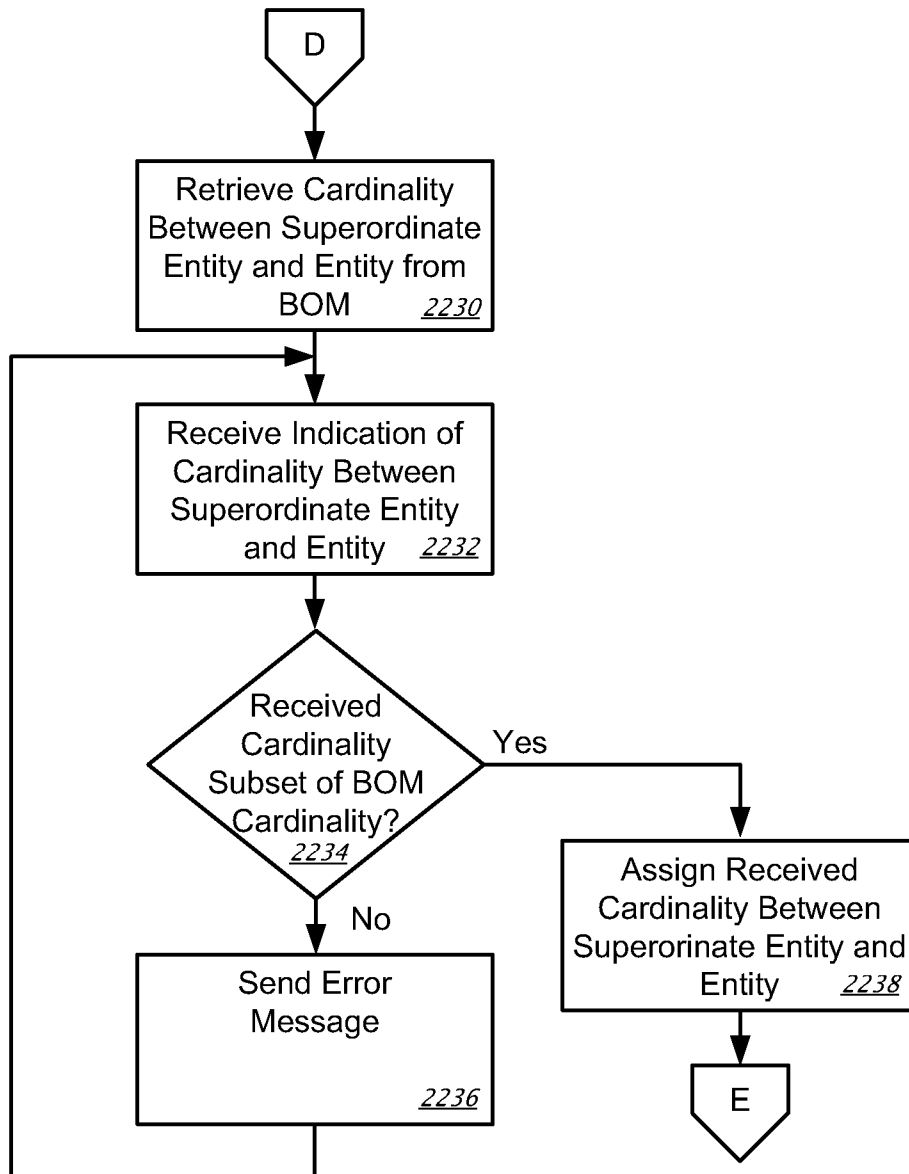 D
Retrieve Cardinality
Between Superordinate
Entity and Entity from
BOM 2230
Receive Indication of
Cardinality Between
Superordinate Entity
and Entity 2232
Received
Cardinality
Subset of BOM
Cardinality?
2234
Yes
No
Send Error
Message
2236
Assign Received
Cardinality Between
Superorinate Entity and
Entity 2238
E